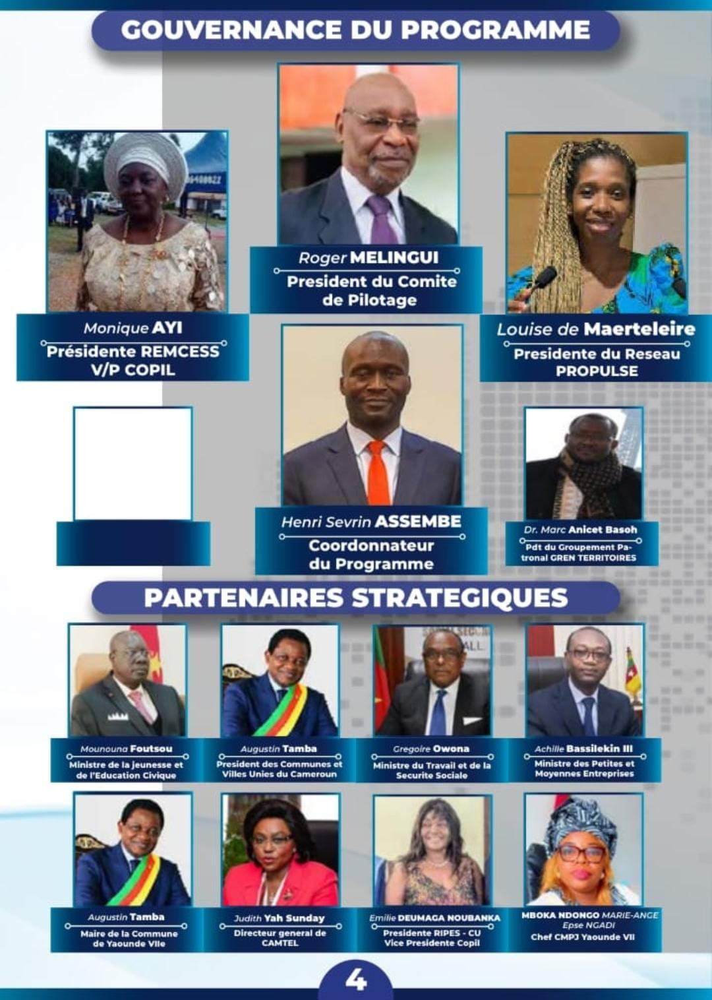 GOUVERNANCE DU PROGRAMME
Roger MELINGUI
President du Comite
de Pilotage
Monique AYI
Présidente REMCESS
V/P COPIL
Louise de Maerteleire
Presidente du Reseau
PROPULSE
Henri Sevrin ASSEMBE
Coordonnateur
du Programme
Dr. Marc Anicet Basoh
Pdt du Groupement Pa-
tronal GREN TERRITOIRES
PARTENAIRES STRATEGIQUES
Mounouna Foutsou
Ministre de la jeunesse et
de l'Education Civique
Augustin Tamba
President des Communes et
Villes Unies du Cameroun
Gregoire Owona
Ministre du Travail et de la
Securite Sociale
Achille Bassilekin III
Ministre des Petites et
Moyennes Entreprises
Augustin Tamba
Maire de la Commune
de Yaounde VIIe
Judith Yah Sunday
Directeur general de
CAMTEL
Emilie DEUMAGA NOUBANKA
Presidente RIPES - CU
Vice Presidente Copil
MBOKA NDONGO MARIE-ANGE
Epse NGADI
Chef CMPJ Yaounde VII
4